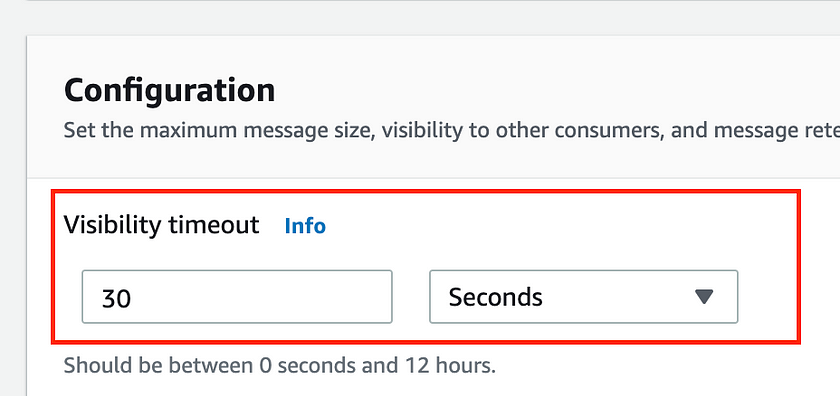 Configuration
Set the maximum message size, visibility to other consumers, and message rete
Visibility timeout Info
30 Seconds
Should be between 0 seconds and 12 hours.